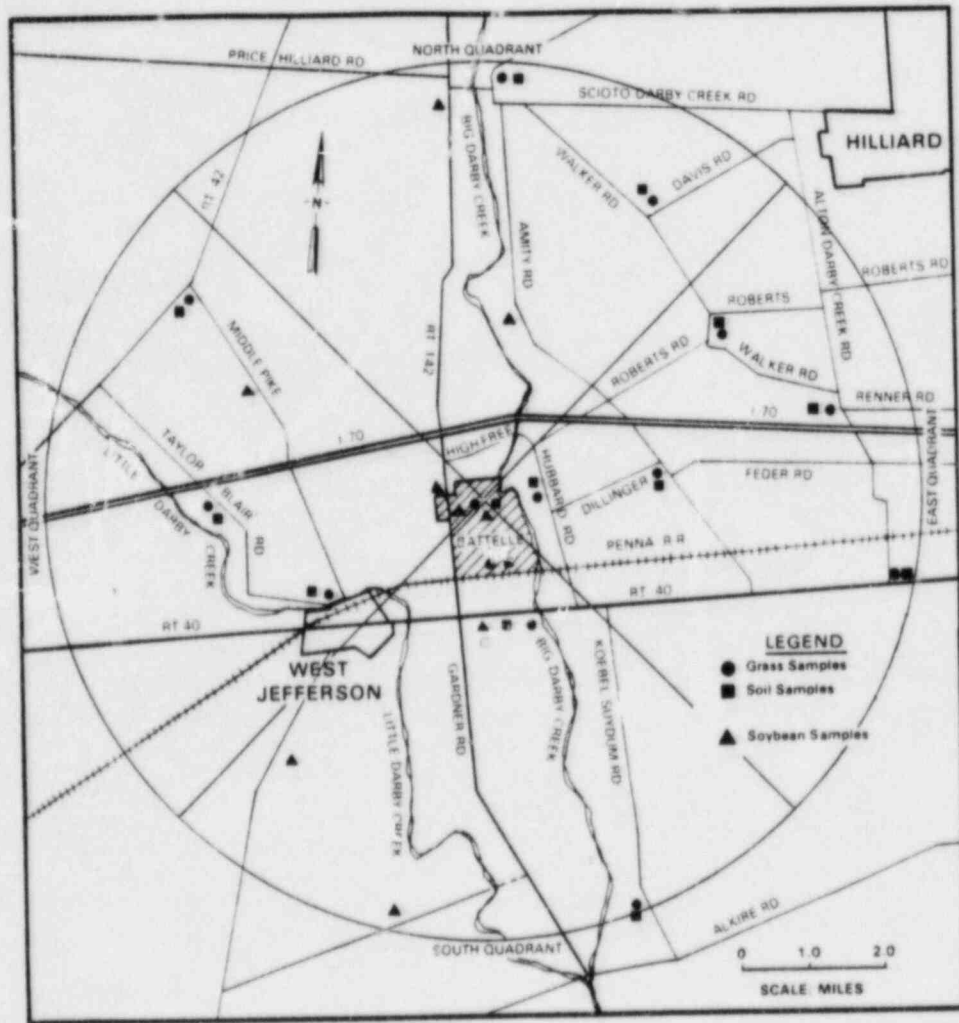 NORTH QUADRANT
PRICE HILLIARD RD
SCIOTO DARBY CREEK RD
HILLIARD
BIG DARBY CREEK
WALKER RD
DAVIS RD
RT. 42
AMITY RD
ALTON DARBY CREEK RD
ROBERTS RD
ROBERTS
N
RT 142
MIDDLE PIKE
ROBERTS RD
WALKER RD
RENNER RD
I-70
I-70
HIGH FREE
TAYLOR BLAIR RD
LITTLE DARBY CREEK
WEST QUADRANT
EAST QUADRANT
HUBBARD RD
DILLINGER
FEDER RD
BATTELLE
PENNA R.R.
RT 40
RT 40
WEST
JEFFERSON
GARDNER RD
BIG DARBY CREEK
KOEBEL SUYDUM RD
LITTLE DARBY CREEK
LEGEND
Grass Samples
Soil Samples
Soybean Samples
SOUTH QUADRANT
ALKIRE RD
0 1.0 2.0
SCALE: MILES